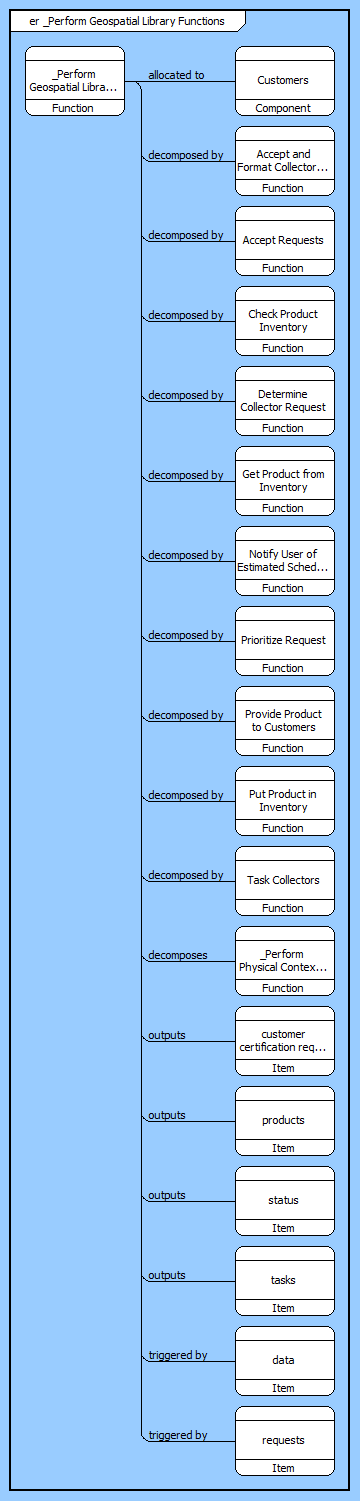 er _Perform Geospatial Library Functions
_Perform
Geospatial Libra...
Function
allocated to
Customers
Component
decomposed by
Accept and
Format Collector...
Function
decomposed by
Accept Requests
Function
decomposed by
Check Product
Inventory
Function
decomposed by
Determine
Collector Request
Function
decomposed by
Get Product from
Inventory
Function
decomposed by
Notify User of
Estimated Sched...
Function
decomposed by
Prioritize Request
Function
decomposed by
Provide Product
to Customers
Function
decomposed by
Put Product in
Inventory
Function
decomposed by
Task Collectors
Function
decomposes
_Perform
Physical Contex...
Function
outputs
customer
certification req...
Item
outputs
products
Item
outputs
status
Item
outputs
tasks
Item
triggered by
data
Item
triggered by
requests
Item